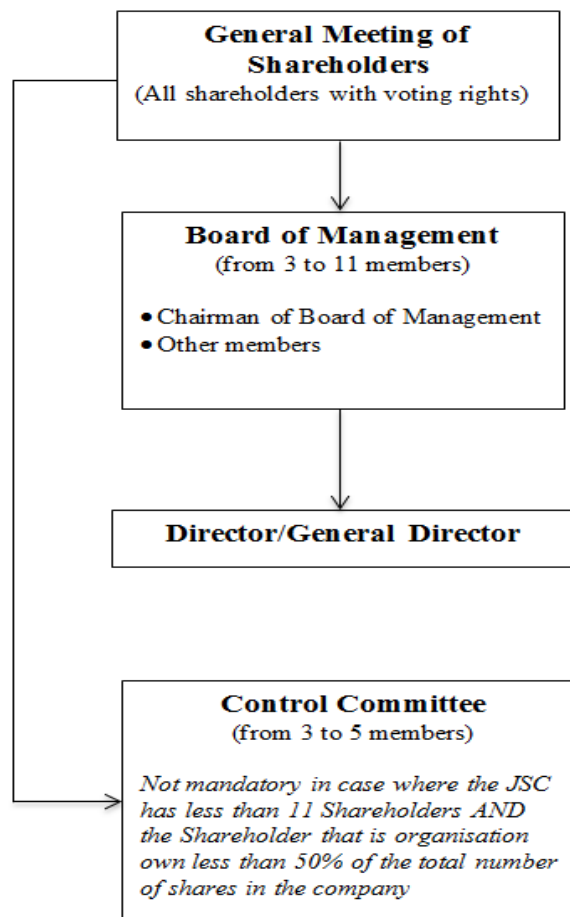 General Meeting of
Shareholders
(All shareholders with voting rights)
Board of Management
(from 3 to 11 members)
• Chairman of Board of Management
• Other members
Director/General Director
Control Committee
(from 3 to 5 members)
Not mandatory in case where the JSC
has less than 11 Shareholders AND
the Shareholder that is organisation
own less than 50% of the total number
of shares in the company